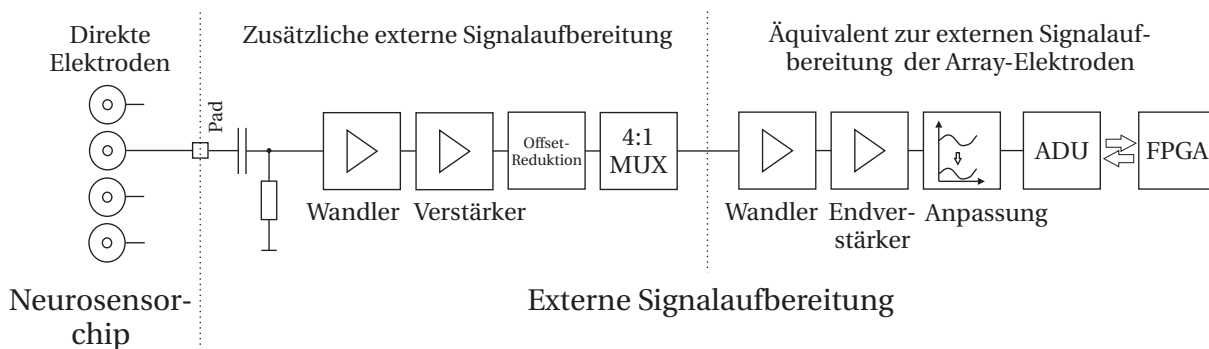 Direkte
Elektroden
Zusätzliche externe Signalaufbereitung
Äquivalent zur externen Signalauf-
bereitung der Array-Elektroden
Pad
Offset-
Reduktion
4:1
MUX
ADU
FPGA
Wandler
Verstärker
Wandler
Endver-
stärker
Anpassung
Neurosensor-
chip
Externe Signalaufbereitung